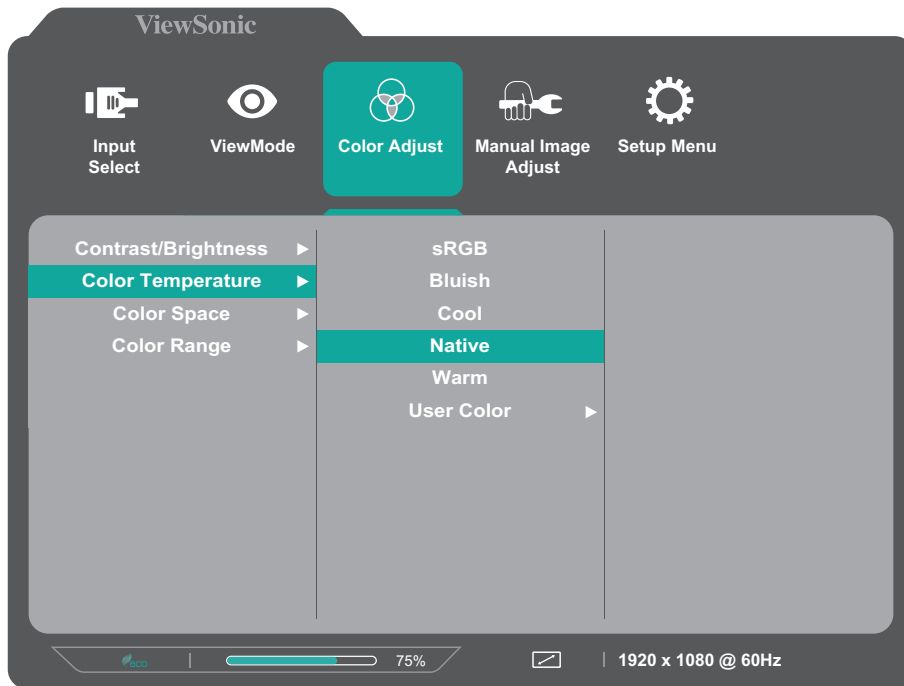 ViewSonic
Input
Select
ViewMode
Color Adjust
Manual Image
Adjust
Setup Menu
Contrast/Brightness
Color Temperature
Color Space
Color Range
sRGB
Bluish
Cool
Native
Warm
User Color
eco
75%
1920 x 1080 @ 60Hz